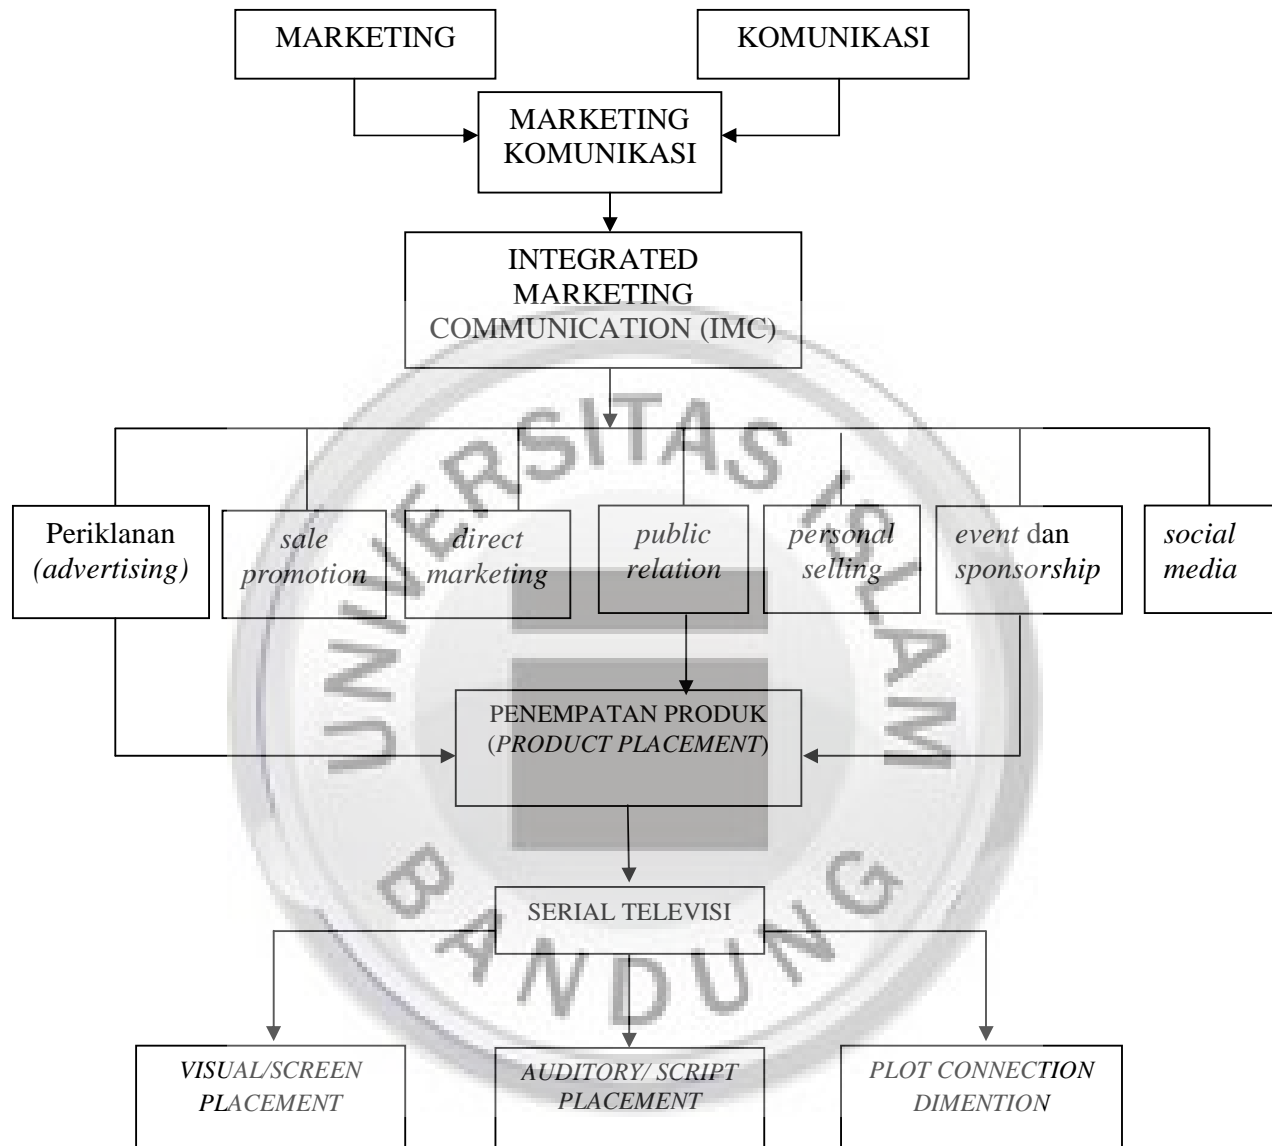 MARKETING
KOMUNIKASI
MARKETING
KOMUNIKASI
INTEGRATED
MARKETING
COMMUNICATION (IMC)
Periklanan
(advertising)
sale
promotion
direct
marketing
public
relation
personal
selling
event dan
sponsorship
social
media
PENEMPATAN PRODUK
(PRODUCT PLACEMENT)
SERIAL TELEVISI
VISUAL/SCREEN
PLACEMENT
AUDITORY/ SCRIPT
PLACEMENT
PLOT CONNECTION
DIMENTION
UNIVERSITAS ISLAM
BANDUNG